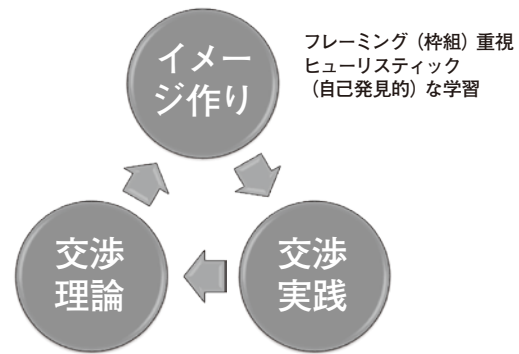 イメー
ジ作り
フレーミング（枠組）重視
ヒューリスティック
（自己発見的）な学習
交渉
理論
交渉
実践